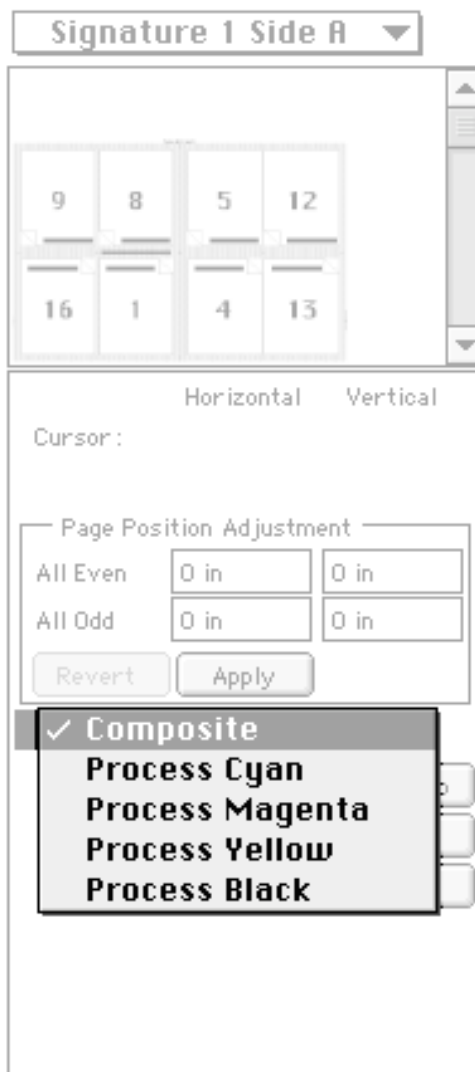 Signature 1 Side A
9 8 5 12
16 1 4 13
Horizontal Vertical
Cursor:
Page Position Adjustment
All Even 0 in 0 in
All Odd 0 in 0 in
Revert Apply
✓ Composite
Process Cyan
Process Magenta
Process Yellow
Process Black